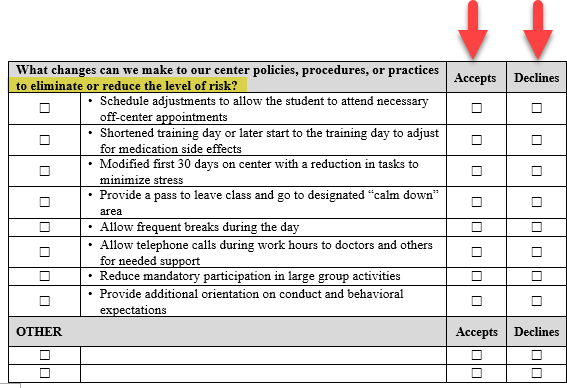 What changes can we make to our center policies, procedures, or practices
to eliminate or reduce the level of risk? Accepts Declines
☐ • Schedule adjustments to allow the student to attend necessary ☐ ☐
off-center appointments
☐ • Shortened training day or later start to the training day to adjust ☐ ☐
for medication side effects
☐ • Modified first 30 days on center with a reduction in tasks to ☐ ☐
minimize stress
☐ • Provide a pass to leave class and go to designated “calm down” ☐ ☐
area
☐ • Allow frequent breaks during the day ☐ ☐
☐ • Allow telephone calls during work hours to doctors and others ☐ ☐
for needed support
☐ • Reduce mandatory participation in large group activities ☐ ☐
☐ • Provide additional orientation on conduct and behavioral ☐ ☐
expectations
OTHER Accepts Declines
☐ ☐ ☐
☐ ☐ ☐